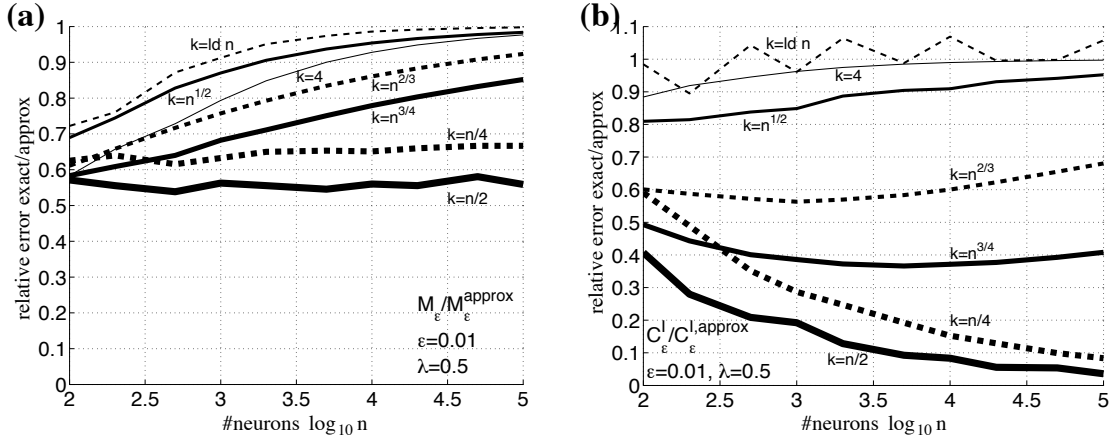 (a)
relative error exact/approx
1
0.9
0.8
0.7
0.6
0.5
0.4
0.3
0.2
0.1
0
k=ld n
k=n^{1/2}
k=4
k=n^{2/3}
k=n^{3/4}
k=n/4
k=n/2
M_ε/M_ε^{approx}
ε=0.01
λ=0.5
2 2.5 3 3.5 4 4.5 5
#neurons log_{10} n
(b)
relative error exact/approx
1.1
1
0.9
0.8
0.7
0.6
0.5
0.4
0.3
0.2
0.1
0
k=ld n
k=4
k=n^{1/2}
k=n^{2/3}
k=n^{3/4}
k=n/4
k=n/2
C_ε^I/C_ε^{I,approx}
ε=0.01, λ=0.5
2 2.5 3 3.5 4 4.5 5
#neurons log_{10} n